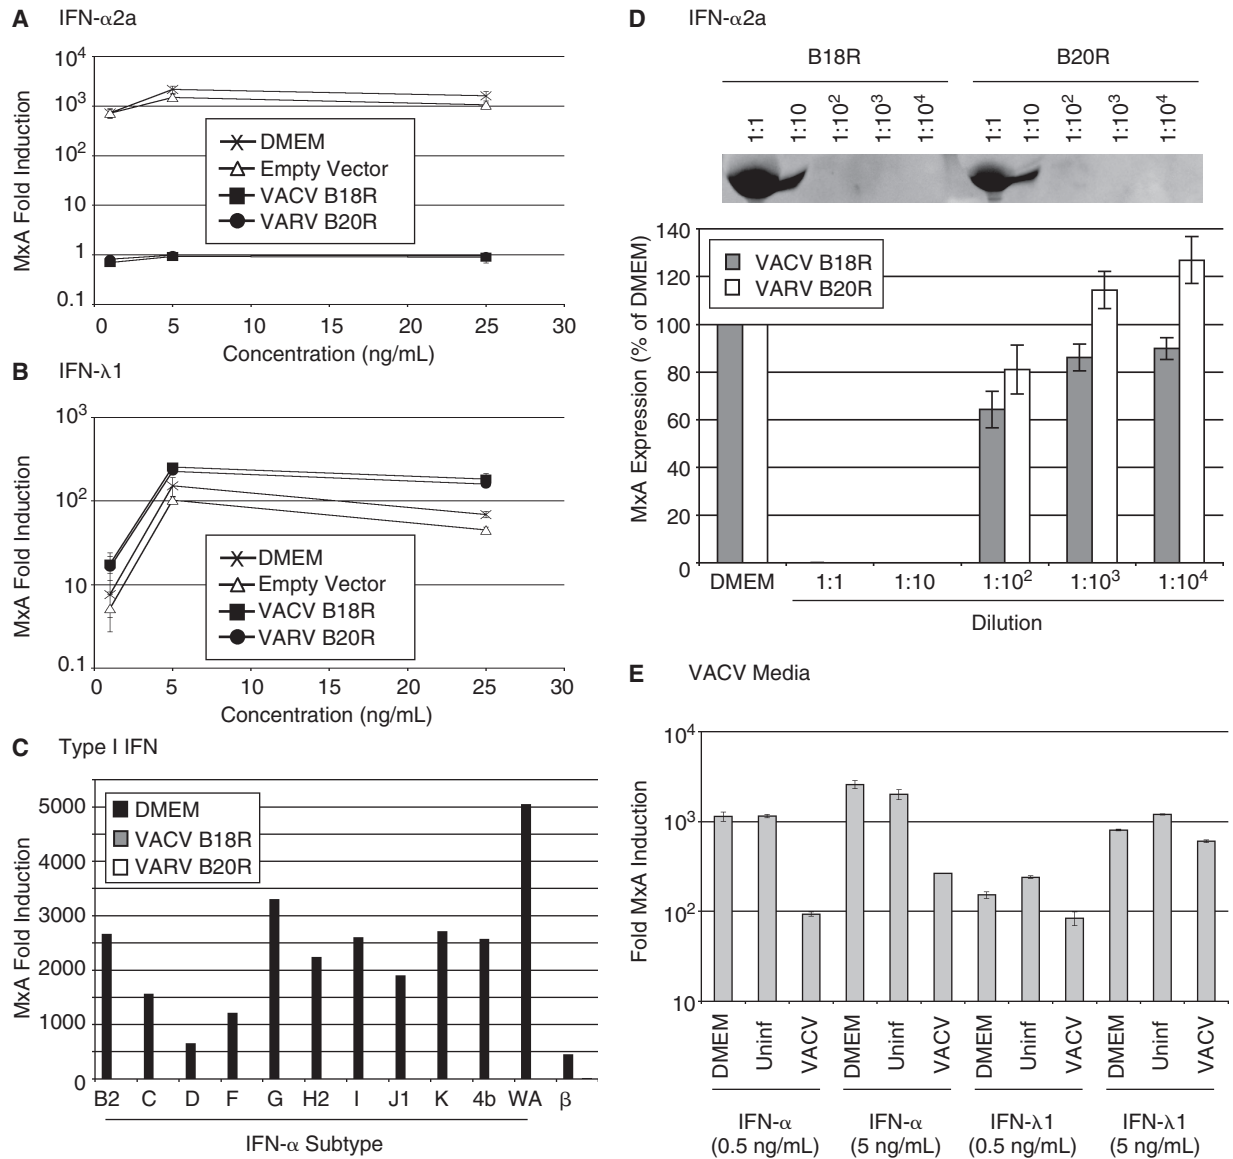 A IFN-α2a
MxA Fold Induction
10⁴
10³
10²
10
1
0.1
DMEM
Empty Vector
VACV B18R
VARV B20R
0 5 10 15 20 25 30
Concentration (ng/mL)
B IFN-λ1
MxA Fold Induction
10³
10²
10
0.1
DMEM
Empty Vector
VACV B18R
VARV B20R
0 5 10 15 20 25 30
Concentration (ng/mL)
C Type I IFN
MxA Fold Induction
5000
4000
3000
2000
1000
0
DMEM
VACV B18R
VARV B20R
B2 C D F G H2 I J1 K 4b WA β
IFN-α Subtype
D IFN-α2a
B18R B20R
1:1 1:10 1:10² 1:10³ 1:10⁴ 1:1 1:10 1:10² 1:10³ 1:10⁴
MxA Expression (% of DMEM)
140
120
100
80
60
40
20
0
VACV B18R
VARV B20R
DMEM 1:1 1:10 1:10² 1:10³ 1:10⁴
Dilution
E VACV Media
Fold MxA Induction
10⁴
10³
10²
10
DMEM Uninf VACV DMEM Uninf VACV DMEM Uninf VACV DMEM Uninf VACV
IFN-α IFN-α IFN-λ1 IFN-λ1
(0.5 ng/mL) (5 ng/mL) (0.5 ng/mL) (5 ng/mL)